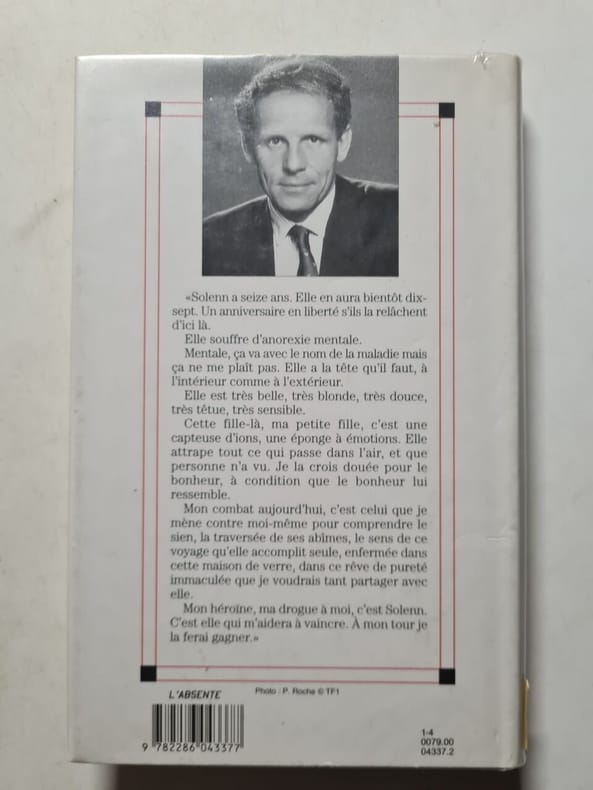 «Solenn a seize ans. Elle en aura bientôt dix-
sept. Un anniversaire en liberté s'ils la relâchent
d'ici là.
Elle souffre d'anorexie mentale.
Mentale, ça va avec le nom de la maladie mais
ça ne me plaît pas. Elle a la tête qu'il faut, à
l'intérieur comme à l'extérieur.
Elle est très belle, très blonde, très douce,
très têtue, très sensible.
Cette fille-là, ma petite fille, c'est une
capteuse d'ions, une éponge à émotions. Elle
attrape tout ce qui passe dans l'air, et que
personne n'a vu. Je la crois douée pour le
bonheur, à condition que le bonheur lui
ressemble.
Mon combat aujourd'hui, c'est celui que je
mène contre moi-même pour comprendre le
sien, la traversée de ses abîmes, le sens de ce
voyage qu'elle accomplit seule, enfermée dans
cette maison de verre, dans ce rêve de pureté
immaculée que je voudrais tant partager avec
elle.
Mon héroïne, ma drogue à moi, c'est Solenn.
C'est elle qui m'aidera à vaincre. À mon tour je
la ferai gagner.»
L'ABSENTE
Photo : P. Roche © TF1
9 782286 043377
1-4
0079.00
04337.2